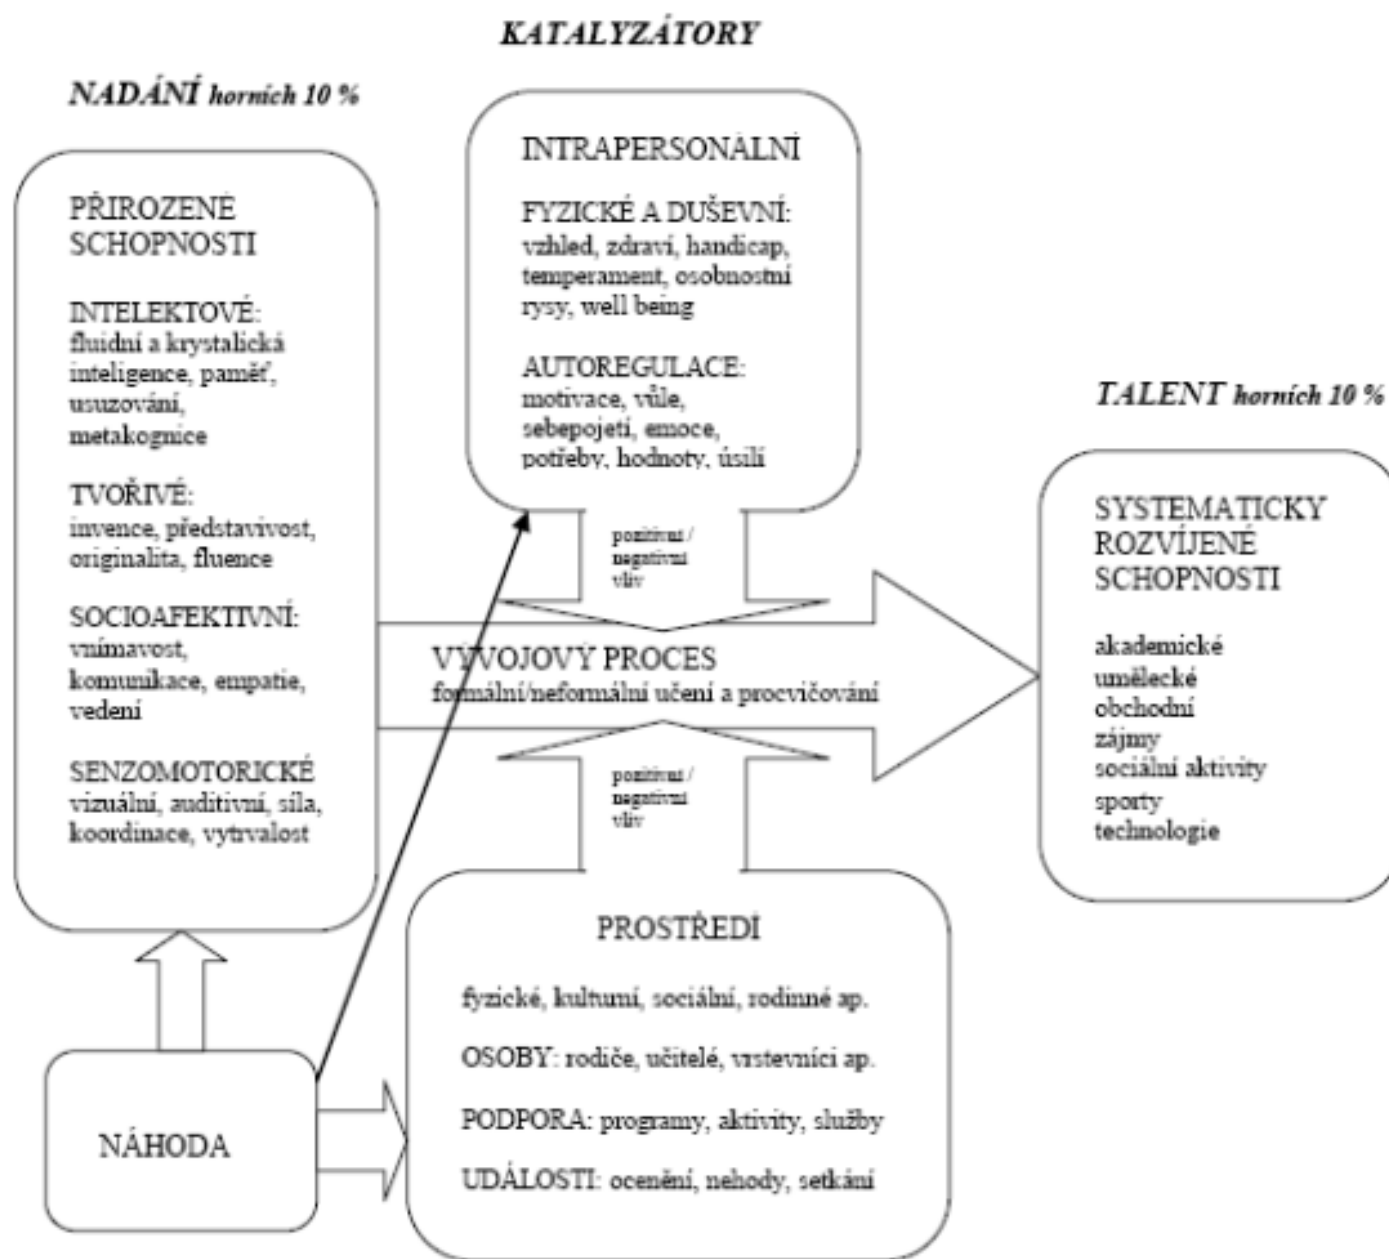 KATALYZÁTORY
NADÁNÍ horních 10 %
PŘIROZENÉ
SCHOPNOSTI
INTELEKTOVÉ:
fluidní a krystalická
inteligence, paměť,
usuzování,
metakognice
TVOŘIVÉ:
invence, představivost,
originalita, fluence
SOCIOAFEKTIVNÍ:
vnímavost,
komunikace, empatie,
vedení
SENZOMOTORICKÉ
vizuální, auditivní, síla,
koordinace, vytrvalost
INTRAPERSONÁLNÍ
FYZICKÉ A DUŠEVNÍ:
vzhled, zdraví, handicap,
temperament, osobnostní
rysy, well being
AUTOREGULACE:
motivace, vůle,
sebepojetí, emoce,
potřeby, hodnoty, úsilí
pozitivní /
negativní
vliv
VÝVOJOVÝ PROCES
formální/neformální učení a procvičování
pozitivní /
negativní
vliv
TALENT horních 10 %
SYSTEMATICKY
ROZVÍJENÉ
SCHOPNOSTI
akademické
umělecké
obchodní
zájmy
sociální aktivity
sporty
technologie
PROSTŘEDÍ
fyzické, kulturní, sociální, rodinné ap.
OSOBY: rodiče, učitelé, vrstevníci ap.
PODPORA: programy, aktivity, služby
UDÁLOSTI: ocenění, nehody, setkání
NÁHODA